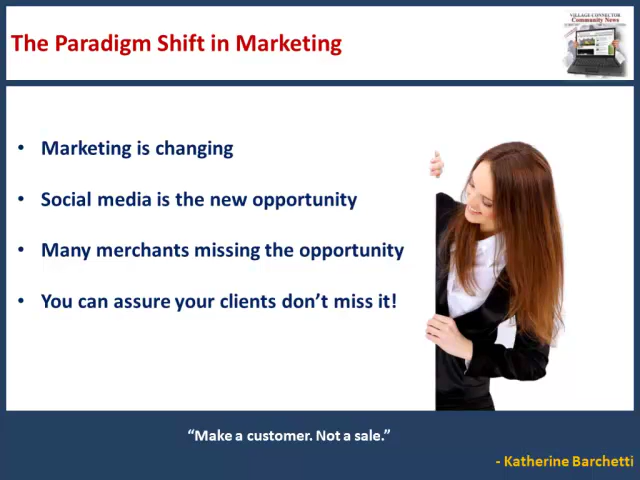 VILLAGE-CONNECTOR
Community News
The Paradigm Shift in Marketing
• Marketing is changing
• Social media is the new opportunity
• Many merchants missing the opportunity
• You can assure your clients don’t miss it!
“Make a customer. Not a sale.”
- Katherine Barchetti